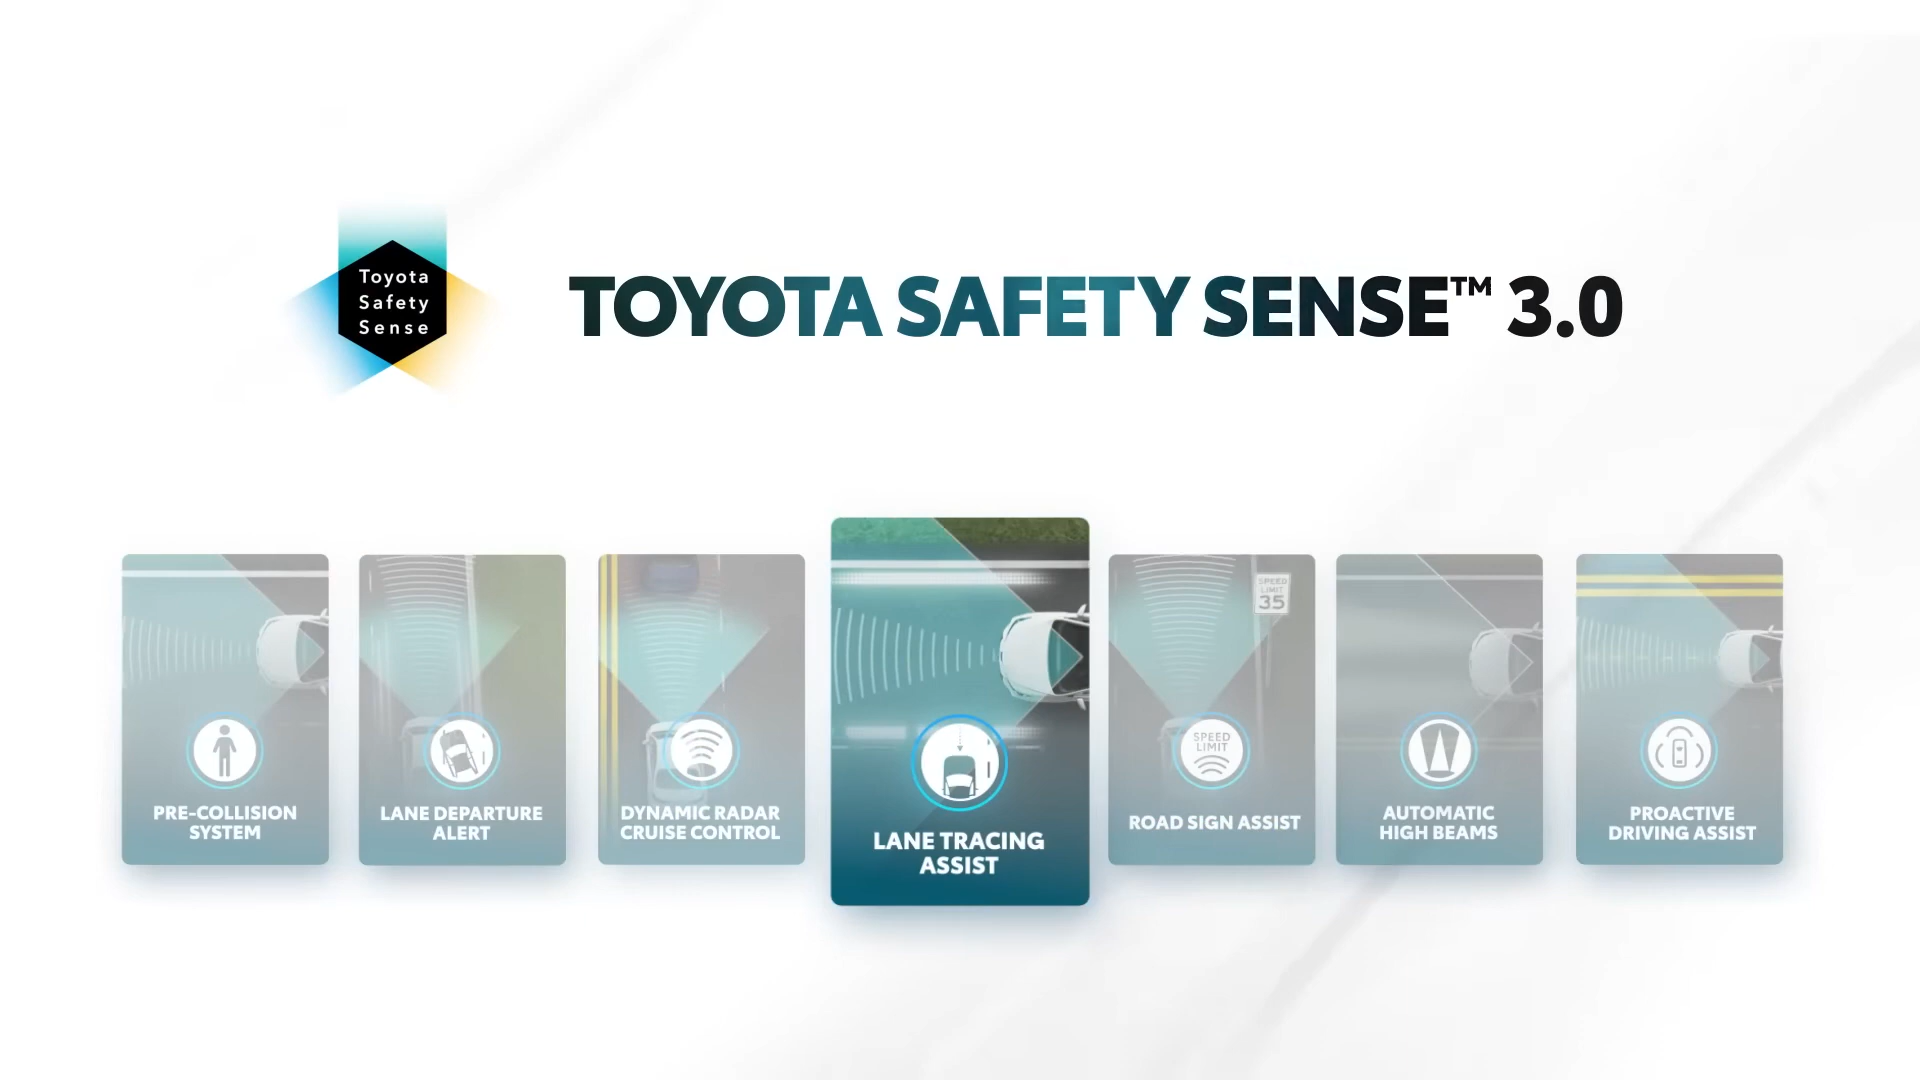 Toyota
Safety
Sense
TOYOTA SAFETY SENSE™ 3.0
PRE-COLLISION
SYSTEM
LANE DEPARTURE
ALERT
DYNAMIC RADAR
CRUISE CONTROL
LANE TRACING
ASSIST
SPEED
LIMIT
35
SPEED
LIMIT
ROAD SIGN ASSIST
AUTOMATIC
HIGH BEAMS
PROACTIVE
DRIVING ASSIST